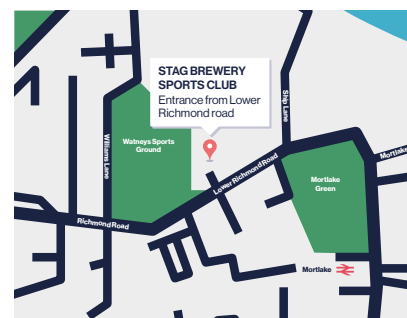 STAG BREWERY
SPORTS CLUB
Entrance from Lower
Richmond road
Ship Lane
Williams Lane
Watneys Sports
Ground
Lower Richmond Road
Mortlake
Mortlake
Green
Richmond Road
Mortlake